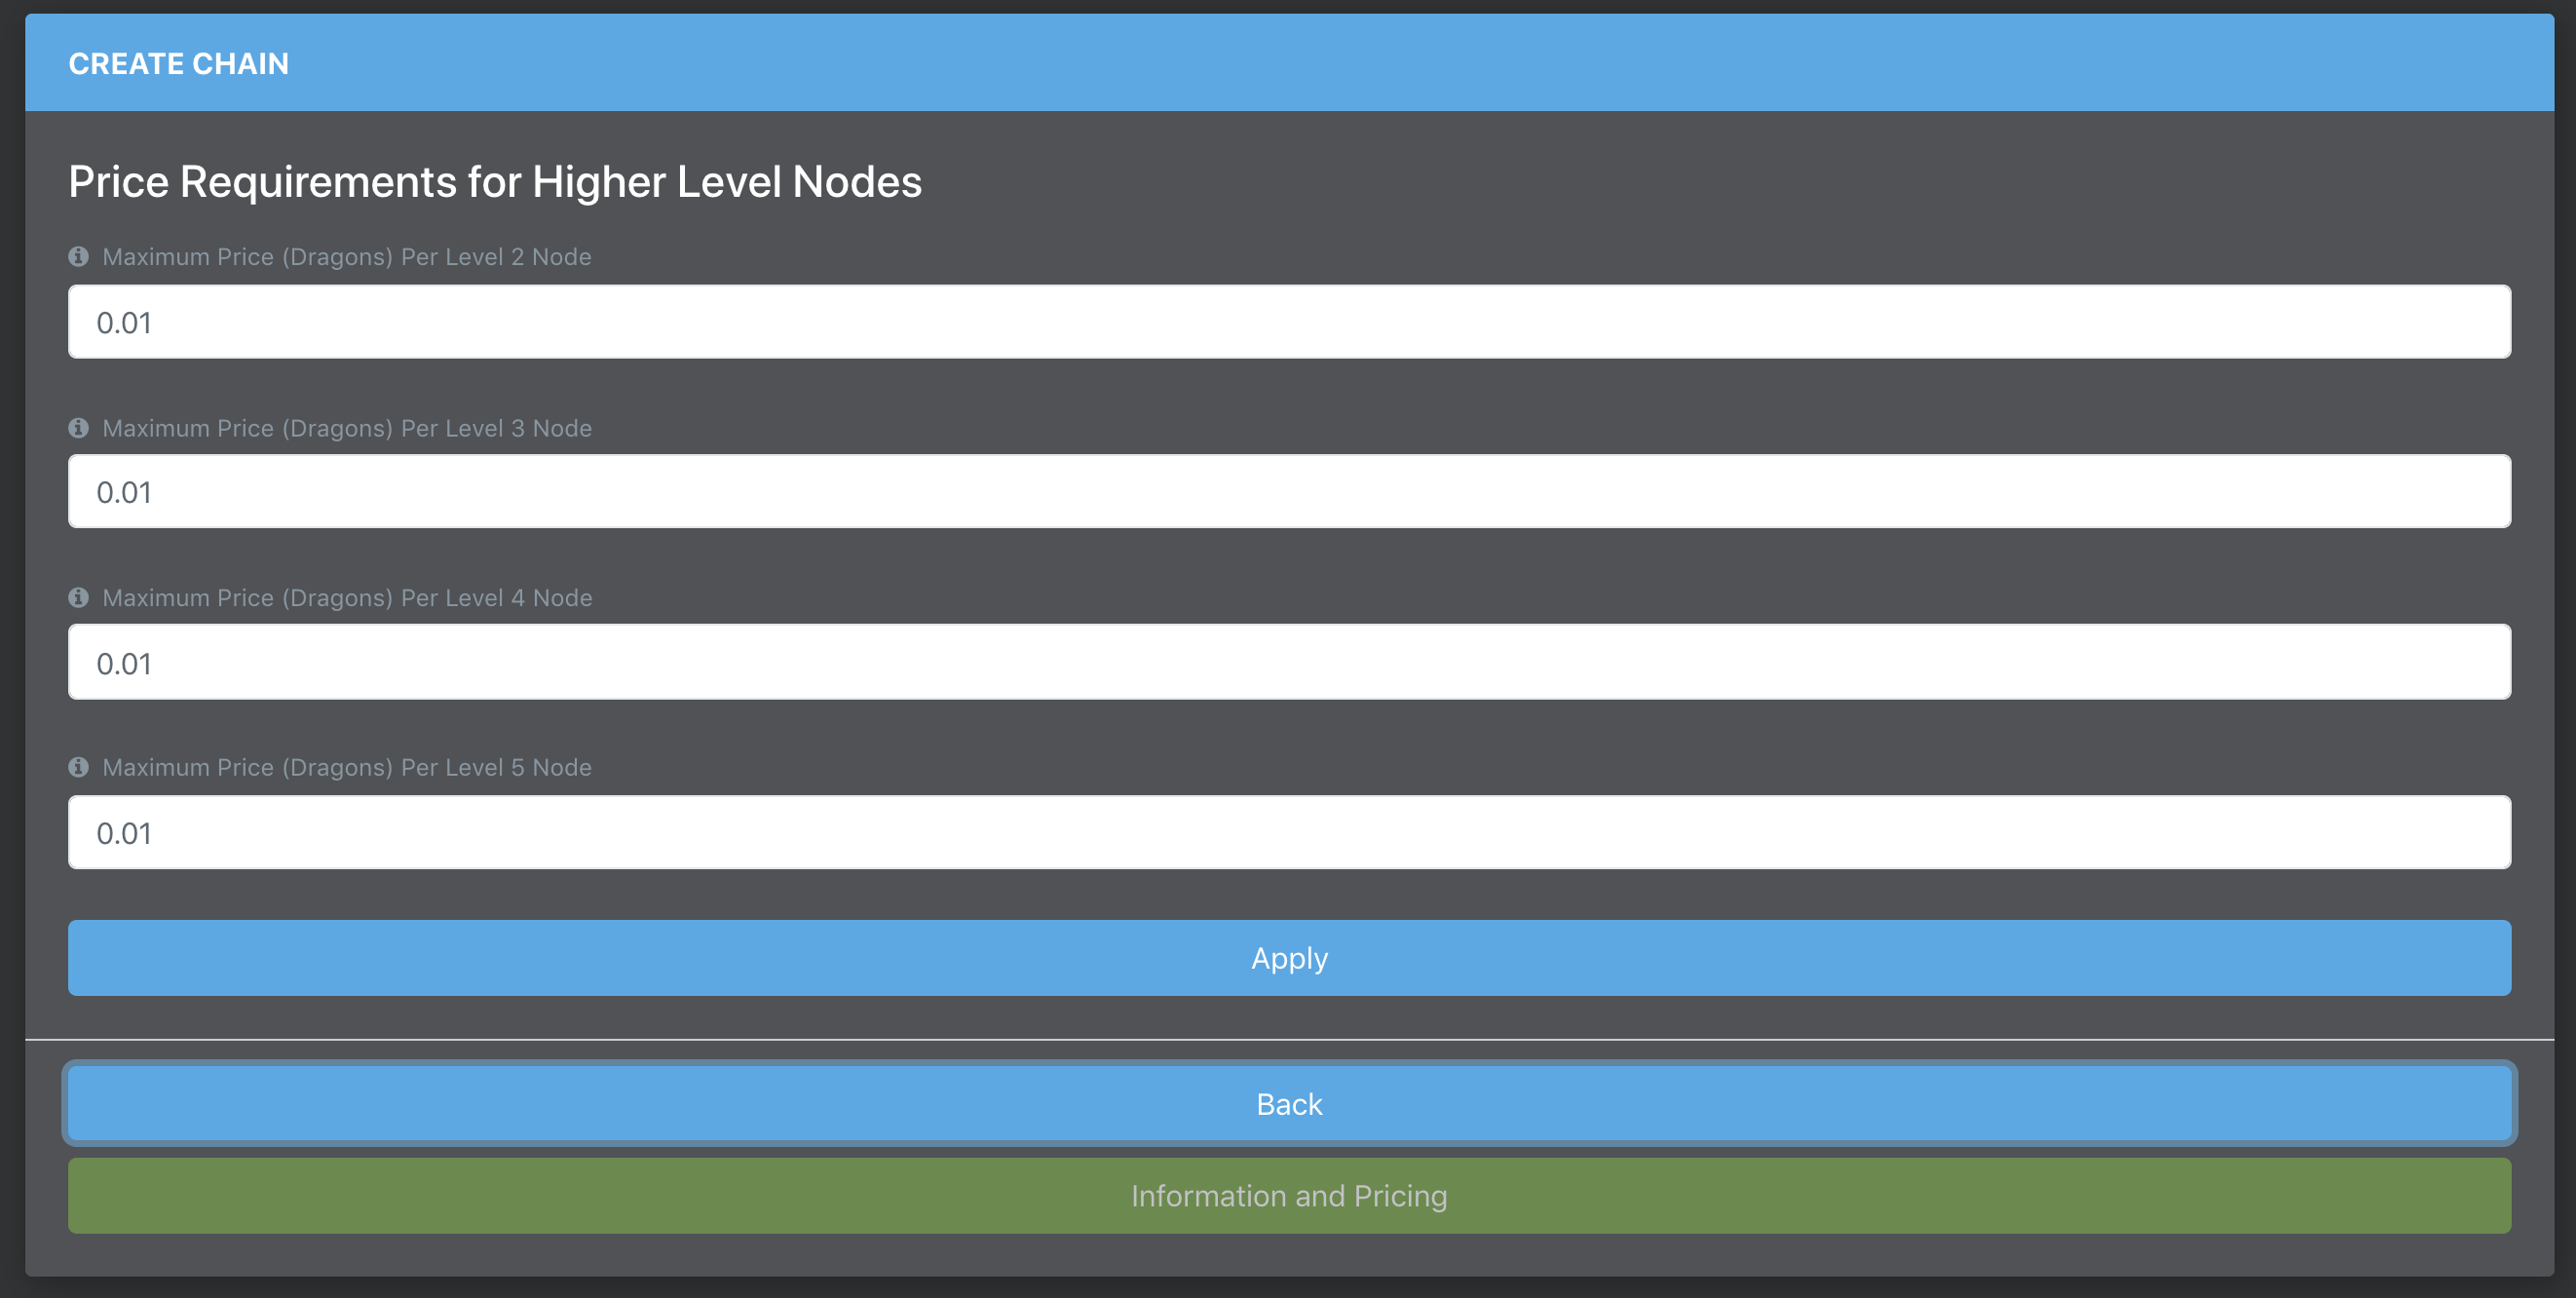 CREATE CHAIN
Price Requirements for Higher Level Nodes
Maximum Price (Dragons) Per Level 2 Node
0.01
Maximum Price (Dragons) Per Level 3 Node
0.01
Maximum Price (Dragons) Per Level 4 Node
0.01
Maximum Price (Dragons) Per Level 5 Node
0.01
Apply
Back
Information and Pricing